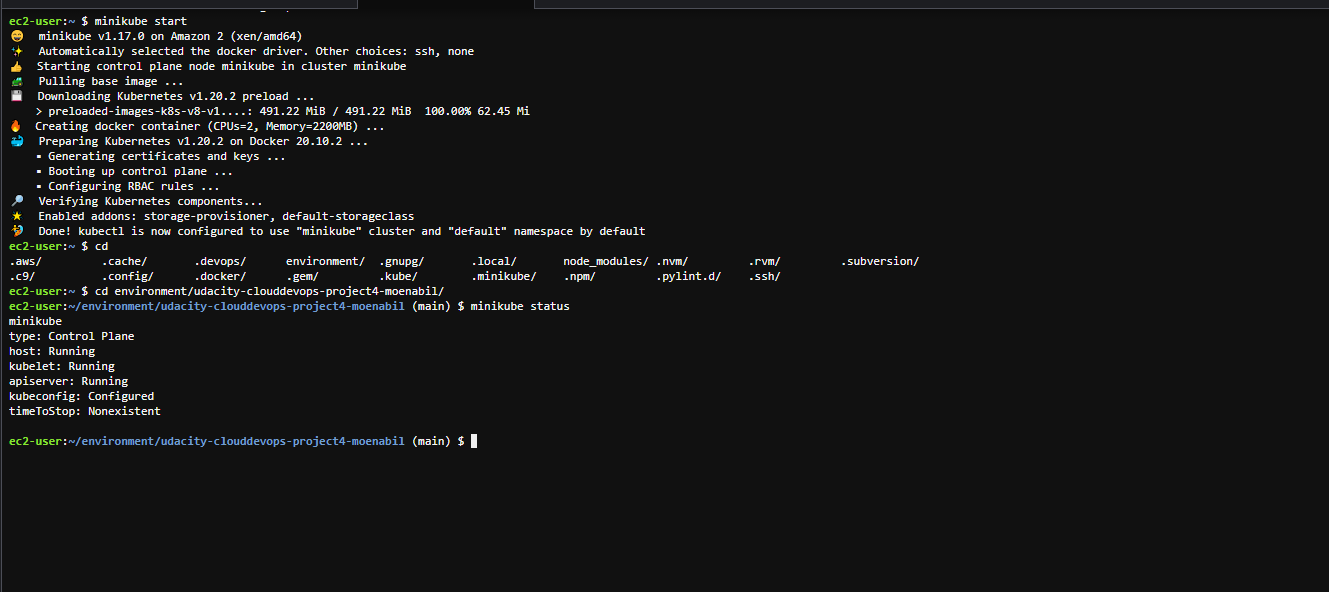 ec2-user:~ $ minikube start
😄  minikube v1.17.0 on Amazon 2 (xen/amd64)
✨  Automatically selected the docker driver. Other choices: ssh, none
👍  Starting control plane node minikube in cluster minikube
🚜  Pulling base image ...
💾  Downloading Kubernetes v1.20.2 preload ...
    > preloaded-images-k8s-v8-v1....: 491.22 MiB / 491.22 MiB  100.00% 62.45 Mi
🔥  Creating docker container (CPUs=2, Memory=2200MB) ...
🐳  Preparing Kubernetes v1.20.2 on Docker 20.10.2 ...
    ▪ Generating certificates and keys ...
    ▪ Booting up control plane ...
    ▪ Configuring RBAC rules ...
🔎  Verifying Kubernetes components...
🌟  Enabled addons: storage-provisioner, default-storageclass
🏄  Done! kubectl is now configured to use "minikube" cluster and "default" namespace by default
ec2-user:~ $ cd
.aws/ .cache/ .devops/ environment/ .gnupg/ .local/ node_modules/ .nvm/ .rvm/ .subversion/
.c9/ .config/ .docker/ .gem/ .kube/ .minikube/ .npm/ .pylint.d/ .ssh/
ec2-user:~ $ cd environment/udacity-clouddevops-project4-moenabil/
ec2-user:~/environment/udacity-clouddevops-project4-moenabil (main) $ minikube status
minikube
type: Control Plane
host: Running
kubelet: Running
apiserver: Running
kubeconfig: Configured
timeToStop: Nonexistent
ec2-user:~/environment/udacity-clouddevops-project4-moenabil (main) $